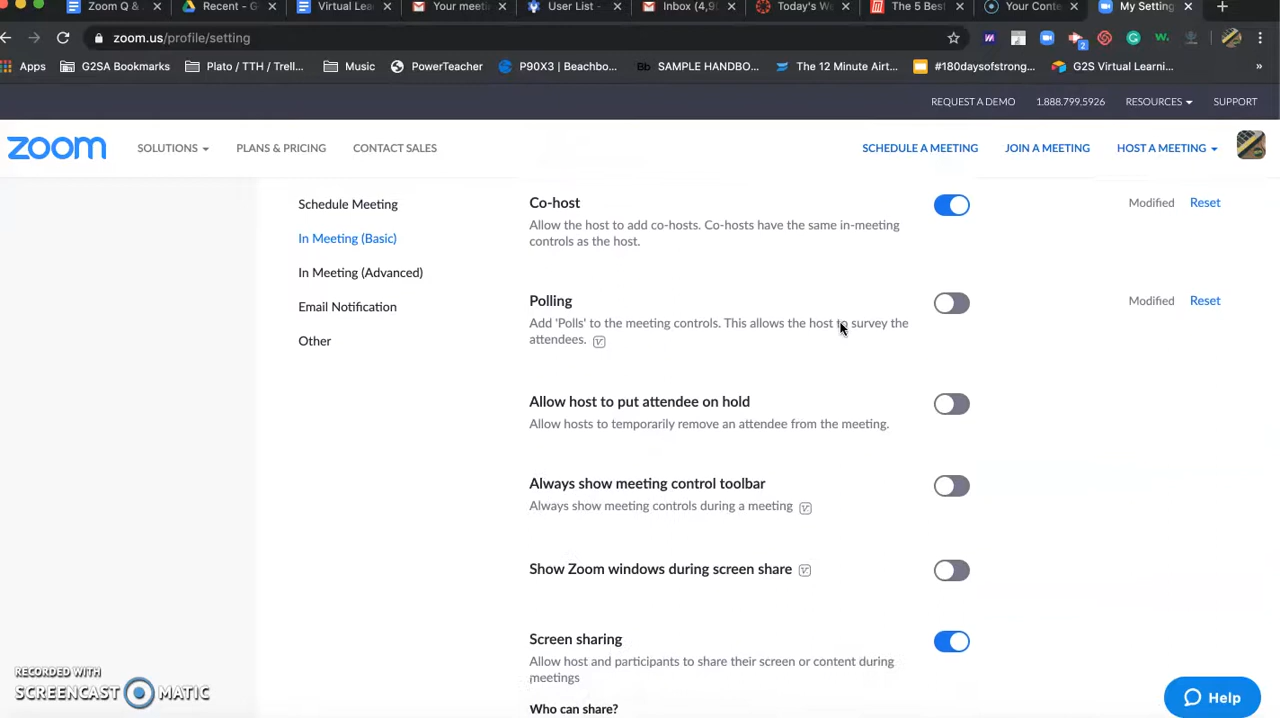 Zoom Q &
Recent - G
Virtual Lea
Your meeti
User List -
Inbox (4,9
Today's W
The 5 Best
Your Conte
My Setting
zoom.us/profile/setting
2
Apps
G2SA Bookmarks
Plato / TTH / Trell...
Music
PowerTeacher
P90X3 | Beachbo...
Bb SAMPLE HANDBO...
The 12 Minute Airt...
#180daysofstrong...
G2S Virtual Learni...
»
REQUEST A DEMO
1.888.799.5926
RESOURCES
SUPPORT
zoom
SOLUTIONS
PLANS & PRICING
CONTACT SALES
SCHEDULE A MEETING
JOIN A MEETING
HOST A MEETING
Schedule Meeting
In Meeting (Basic)
In Meeting (Advanced)
Email Notification
Other
Co-host
Modified Reset
Allow the host to add co-hosts. Co-hosts have the same in-meeting
controls as the host.
Polling
Modified Reset
Add 'Polls' to the meeting controls. This allows the host to survey the
attendees.
Allow host to put attendee on hold
Allow hosts to temporarily remove an attendee from the meeting.
Always show meeting control toolbar
Always show meeting controls during a meeting
Show Zoom windows during screen share
Screen sharing
Allow host and participants to share their screen or content during
meetings
Who can share?
RECORDED WITH
SCREENCAST MATIC
Help